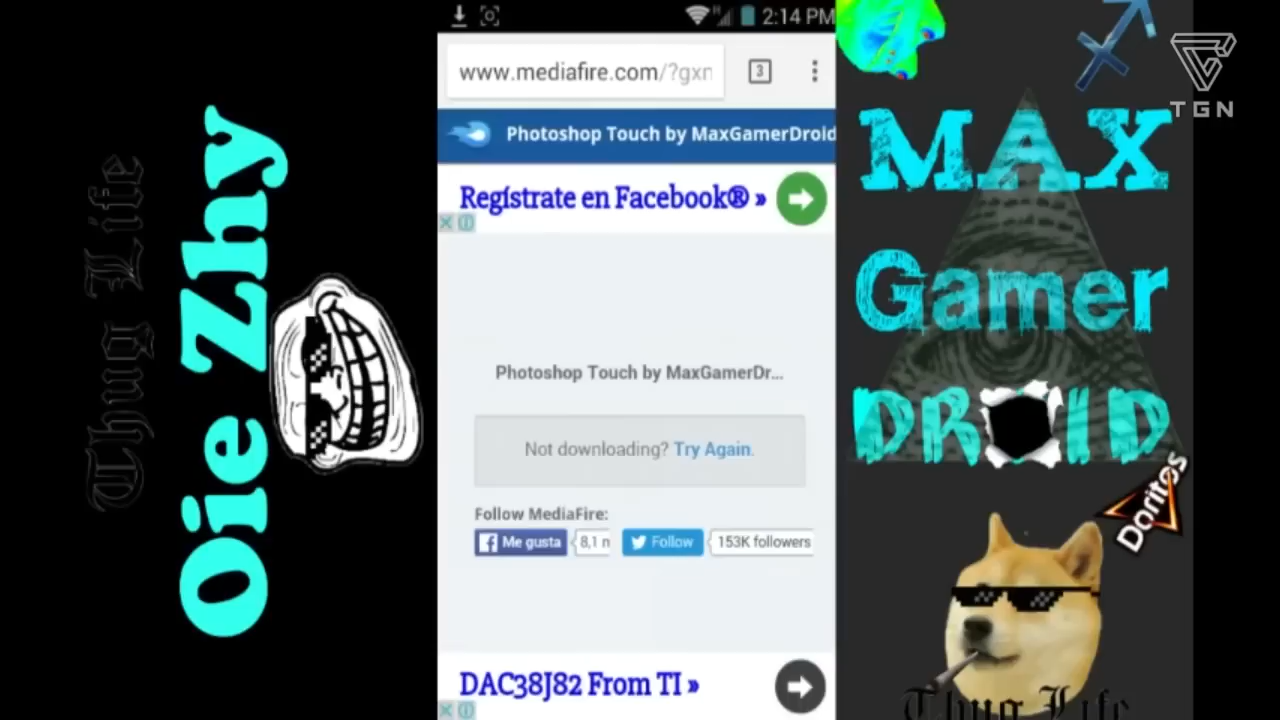 Thug Life
Oie Zhy
2:14 PM
www.mediafire.com/?gxn
3
Photoshop Touch by MaxGamerDroid
Regístrate en Facebook® »
Photoshop Touch by MaxGamerDr...
Not downloading? Try Again.
Follow MediaFire:
Me gusta
8,1 m
Follow
153K followers
DAC38J82 From TI »
TGN
MAX
Gamer
DROID
Doritos
Thug Life